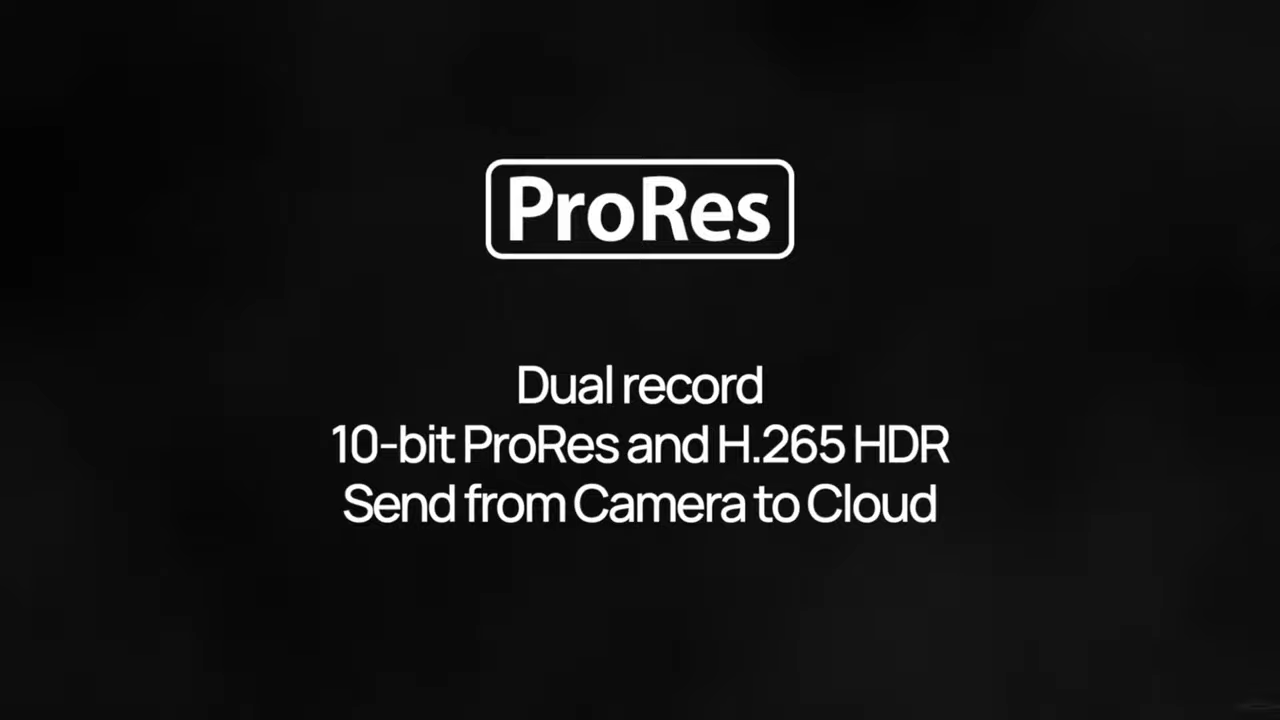 ProRes
Dual record
10-bit ProRes and H.265 HDR
Send from Camera to Cloud